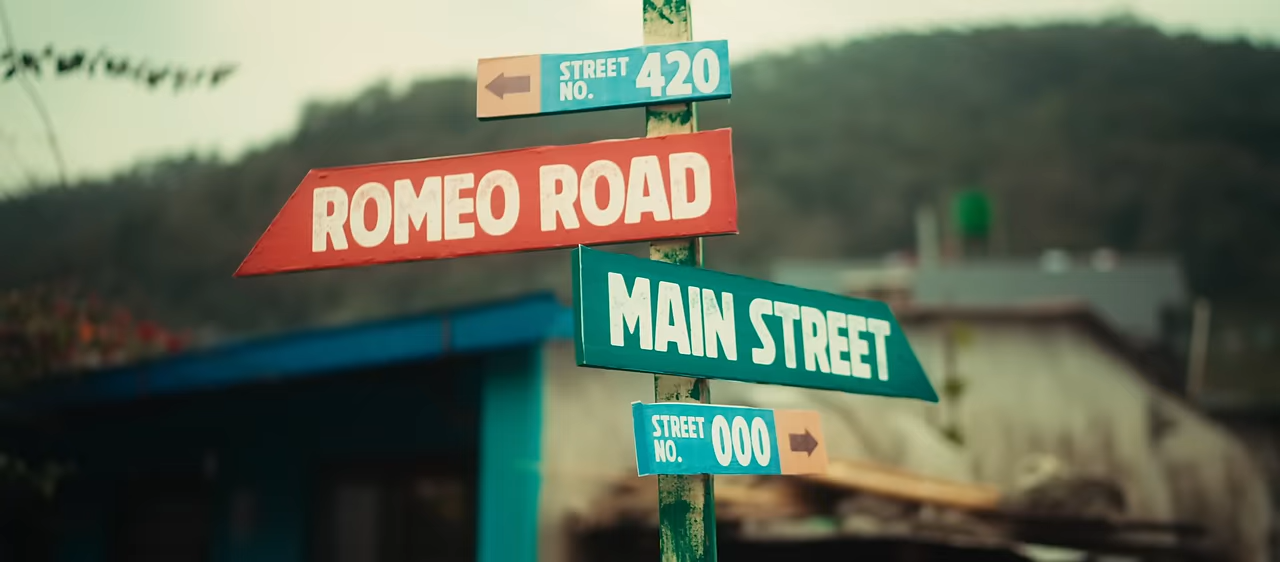 STREET
NO. 420
ROMEO ROAD
MAIN STREET
STREET
NO. 000